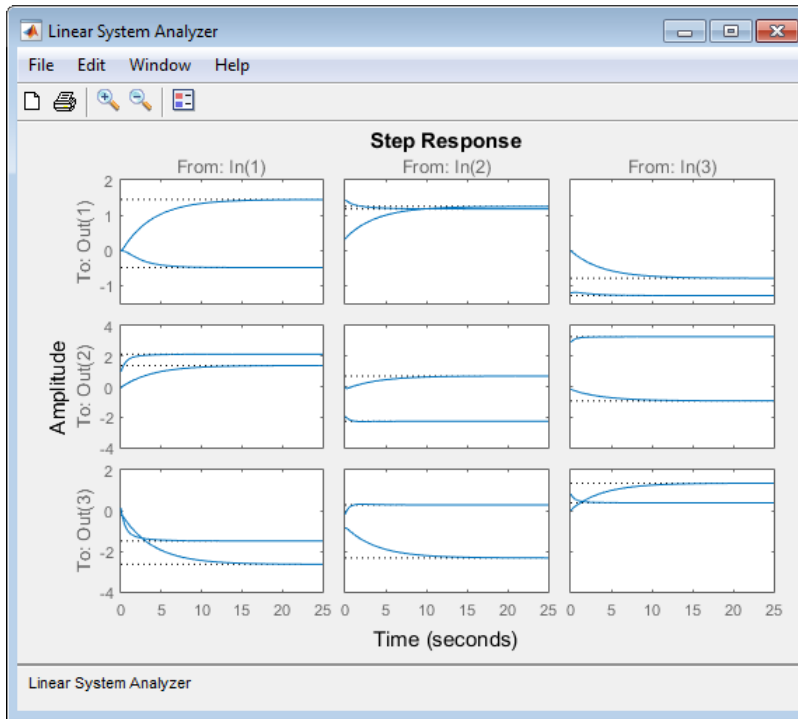 Linear System Analyzer
File Edit Window Help
Step Response
From: In(1) From: In(2) From: In(3)
Amplitude
To: Out(1)
2
1
0
-1
To: Out(2)
4
2
0
-2
-4
To: Out(3)
2
0
-2
-4
0 5 10 15 20 25 0 5 10 15 20 25 0 5 10 15 20 25
Time (seconds)
Linear System Analyzer